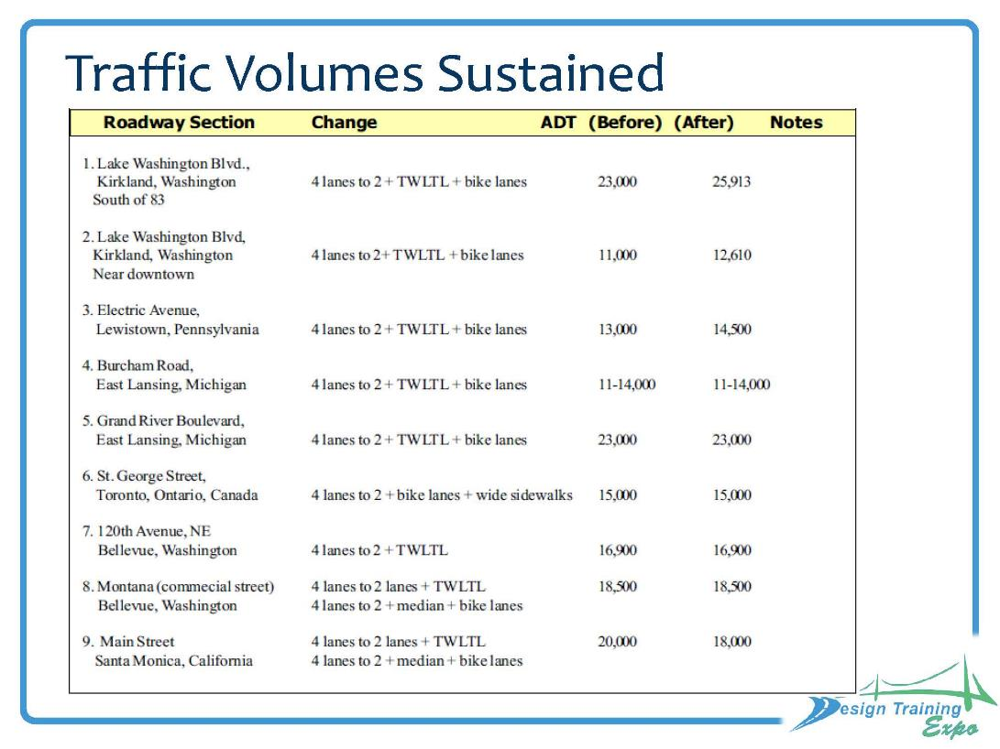 Traffic Volumes Sustained
Roadway Section Change ADT (Before) (After) Notes
1. Lake Washington Blvd.,
Kirkland, Washington 4 lanes to 2 + TWLTL + bike lanes 23,000 25,913
South of 83
2. Lake Washington Blvd,
Kirkland, Washington 4 lanes to 2+ TWLTL + bike lanes 11,000 12,610
Near downtown
3. Electric Avenue,
Lewistown, Pennsylvania 4 lanes to 2 + TWLTL + bike lanes 13,000 14,500
4. Burcham Road,
East Lansing, Michigan 4 lanes to 2 + TWLTL + bike lanes 11-14,000 11-14,000
5. Grand River Boulevard,
East Lansing, Michigan 4 lanes to 2 + TWLTL + bike lanes 23,000 23,000
6. St. George Street,
Toronto, Ontario, Canada 4 lanes to 2 + bike lanes + wide sidewalks 15,000 15,000
7. 120th Avenue, NE
Bellevue, Washington 4 lanes to 2 + TWLTL 16,900 16,900
8. Montana (commecial street) 4 lanes to 2 lanes + TWLTL 18,500 18,500
Bellevue, Washington 4 lanes to 2 + median + bike lanes
9. Main Street 4 lanes to 2 lanes + TWLTL 20,000 18,000
Santa Monica, California 4 lanes to 2 + median + bike lanes
Design Training
Expo